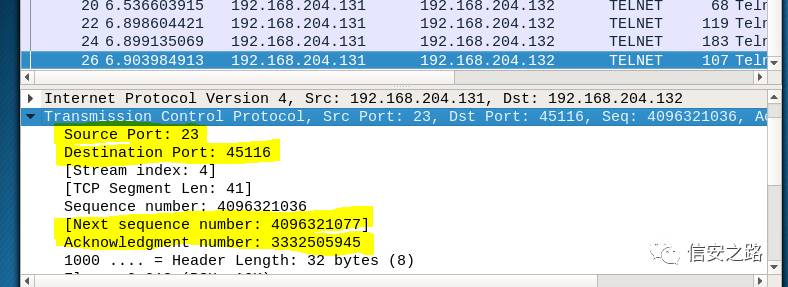 20 6.536603915 192.168.204.131 192.168.204.132 TELNET 68 Teln
22 6.898604421 192.168.204.131 192.168.204.132 TELNET 119 Teln
24 6.899135069 192.168.204.131 192.168.204.132 TELNET 183 Teln
26 6.903984913 192.168.204.131 192.168.204.132 TELNET 107 Teln
Internet Protocol Version 4, Src: 192.168.204.131, Dst: 192.168.204.132
Transmission Control Protocol, Src Port: 23, Dst Port: 45116, Seq: 4096321036, Ac
Source Port: 23
Destination Port: 45116
[Stream index: 4]
[TCP Segment Len: 41]
Sequence number: 4096321036
[Next sequence number: 4096321077]
Acknowledgment number: 3332505945
1000 .... = Header Length: 32 bytes (8)
信安之路